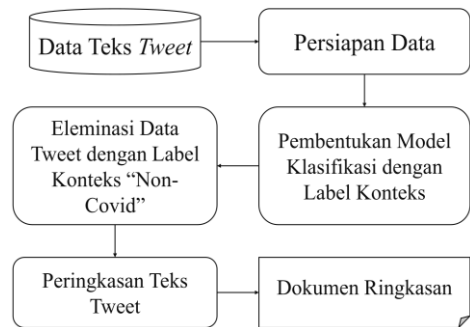 Data Teks Tweet
Persiapan Data
Pembentukan Model
Klasifikasi dengan
Label Konteks
Eleminasi Data
Tweet dengan Label
Konteks “Non-
Covid”
Peringkasan Teks
Tweet
Dokumen Ringkasan